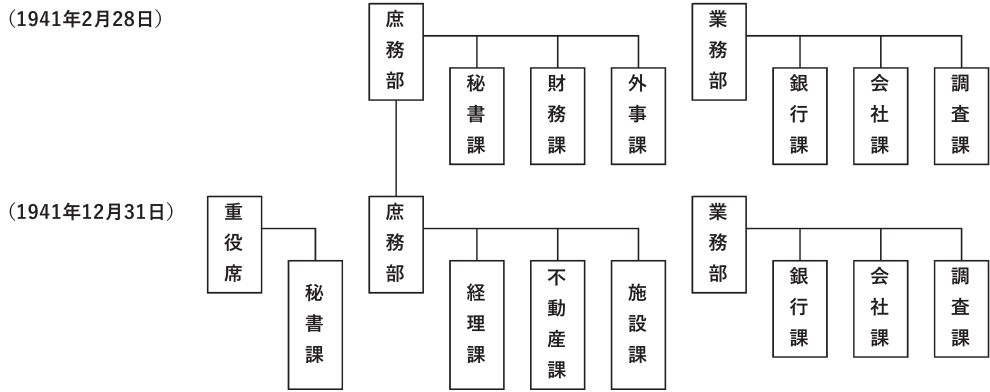 （1941年2月28日）
庶務部
秘書課
財務課
外事課
業務部
銀行課
会社課
調査課
（1941年12月31日）
重役席
秘書課
庶務部
経理課
不動産課
施設課
業務部
銀行課
会社課
調査課